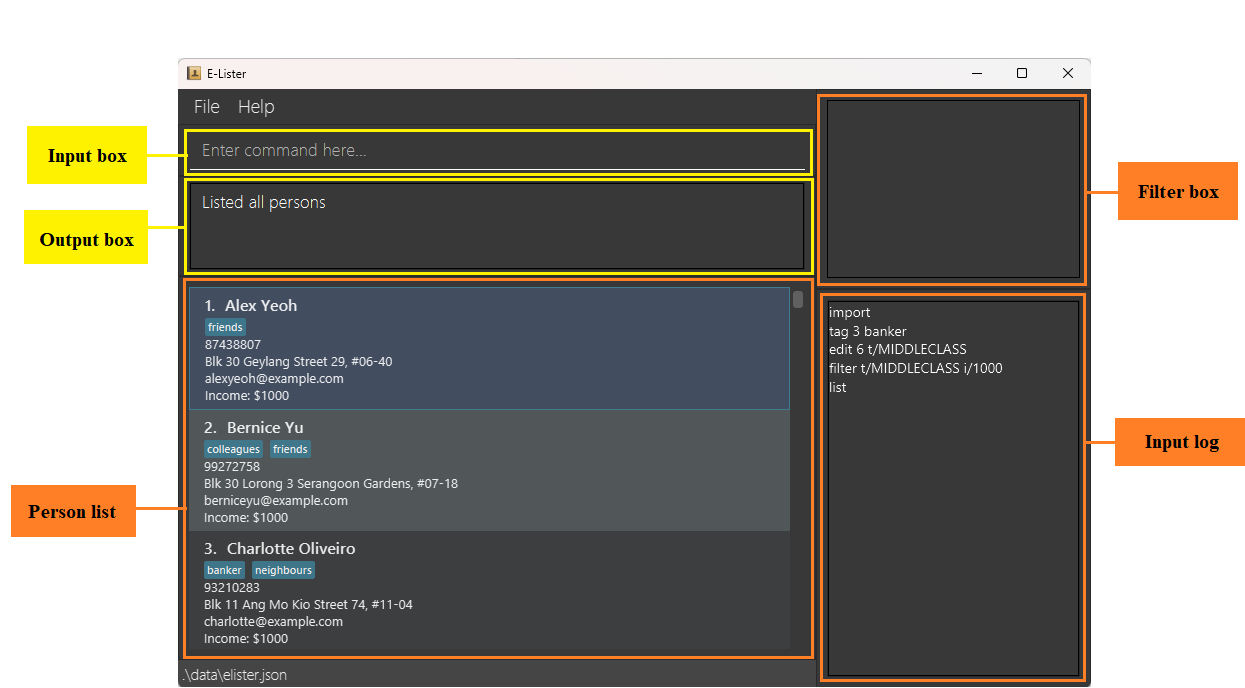 E-Lister
File Help
Input box
Enter command here...
Output box
Listed all persons
Filter box
Person list
1. Alex Yeoh
friends
87438807
Blk 30 Geylang Street 29, #06-40
alexyeoh@example.com
Income: $1000
2. Bernice Yu
colleagues friends
99272758
Blk 30 Lorong 3 Serangoon Gardens, #07-18
berniceyu@example.com
Income: $1000
3. Charlotte Oliveiro
banker neighbours
93210283
Blk 11 Ang Mo Kio Street 74, #11-04
charlotte@example.com
Income: $1000
import
tag 3 banker
edit 6 t/MIDDLECLASS
filter t/MIDDLECLASS i/1000
list
Input log
.\data\elister.json